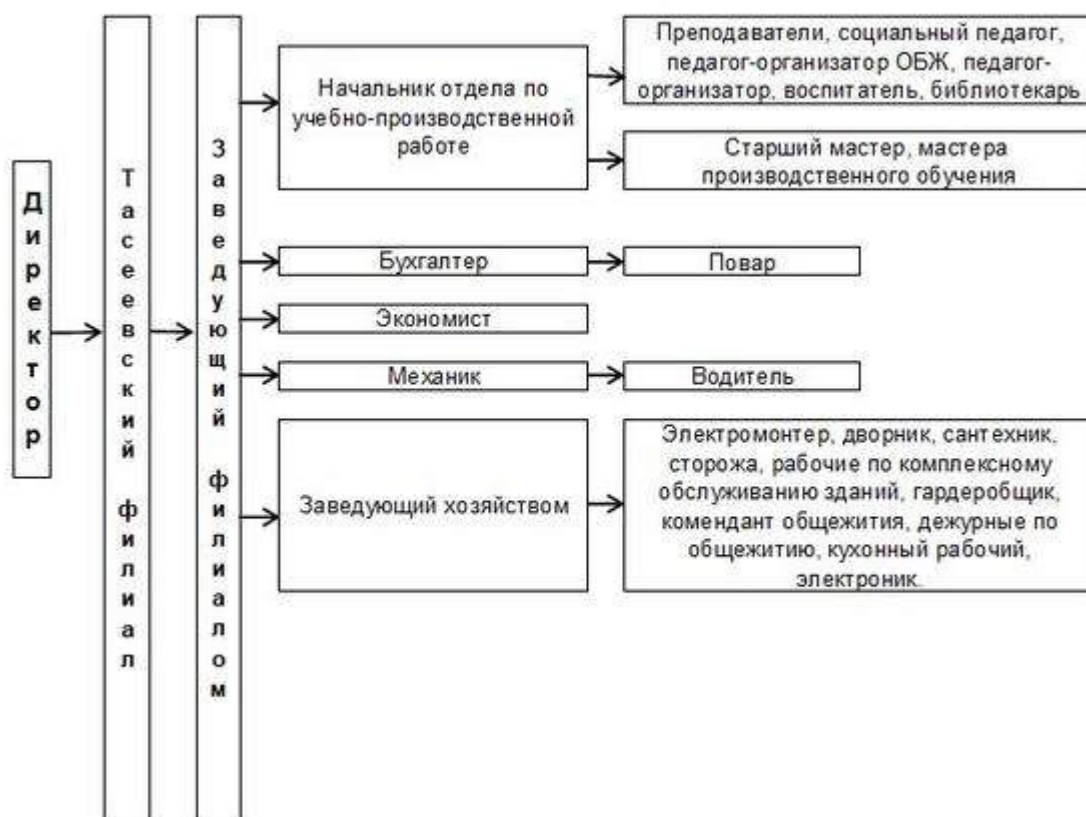 Директор
Тасеевский филиал
Заведующий филиалом
Начальник отдела по
учебно-производственной
работе
Преподаватели, социальный педагог,
педагог-организатор ОБЖ, педагог-
организатор, воспитатель, библиотекарь
Старший мастер, мастера
производственного обучения
Бухгалтер
Повар
Экономист
Механик
Водитель
Заведующий хозяйством
Электромонтер, дворник, сантехник,
сторожа, рабочие по комплексному
обслуживанию зданий, гардеробщик,
комендант общежития, дежурные по
общежитию, кухонный рабочий,
электроник.